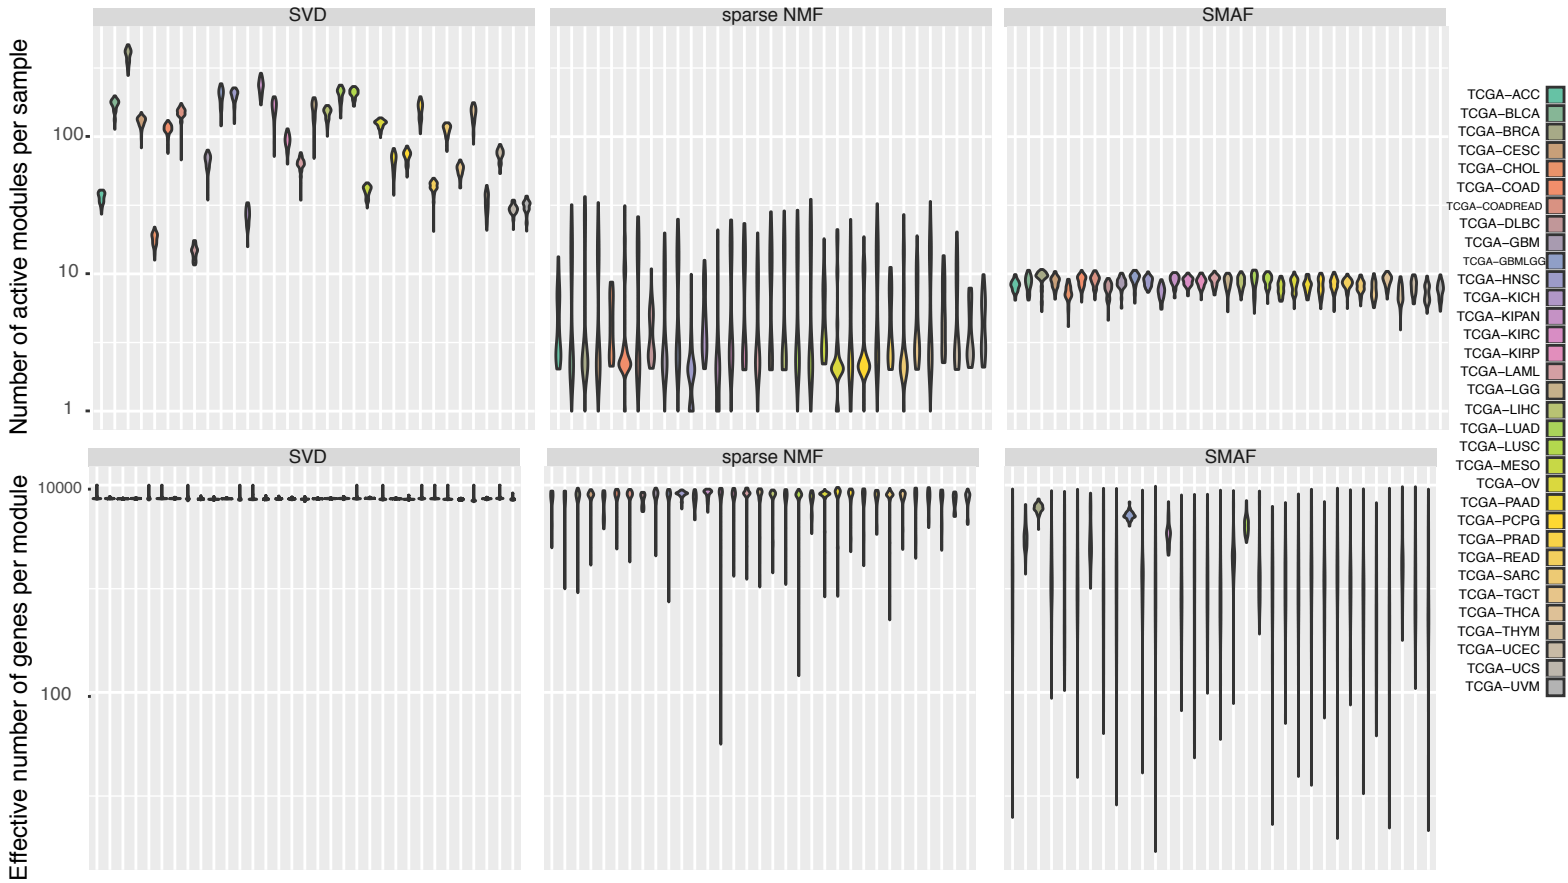 SVD
sparse NMF
SMAF
Number of active modules per sample
100
10
1
SVD
sparse NMF
SMAF
Effective number of genes per module
10000
100
TCGA−ACC
TCGA−BLCA
TCGA−BRCA
TCGA−CESC
TCGA−CHOL
TCGA−COAD
TCGA−COADREAD
TCGA−DLBC
TCGA−GBM
TCGA−GBMLGG
TCGA−HNSC
TCGA−KICH
TCGA−KIPAN
TCGA−KIRC
TCGA−KIRP
TCGA−LAML
TCGA−LGG
TCGA−LIHC
TCGA−LUAD
TCGA−LUSC
TCGA−MESO
TCGA−OV
TCGA−PAAD
TCGA−PCPG
TCGA−PRAD
TCGA−READ
TCGA−SARC
TCGA−TGCT
TCGA−THCA
TCGA−THYM
TCGA−UCEC
TCGA−UCS
TCGA−UVM